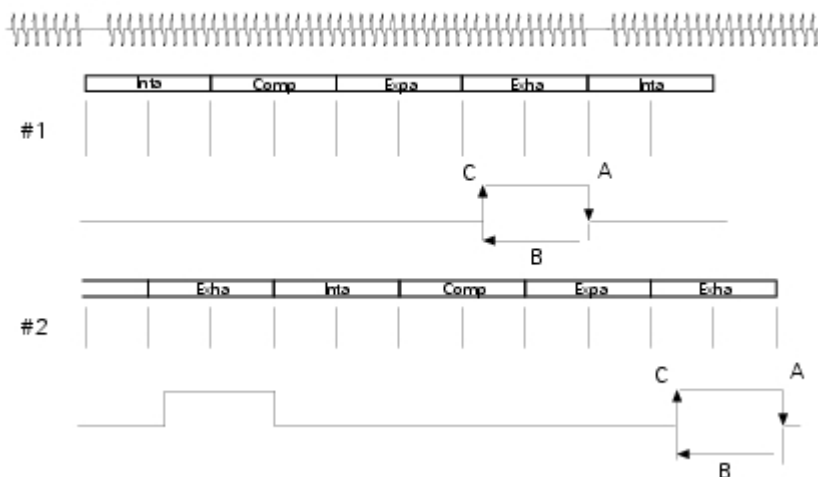 Inta Comp Expa Exha Inta
#1
C A
B
Exha Inta Comp Expa Exha
#2
C A
B